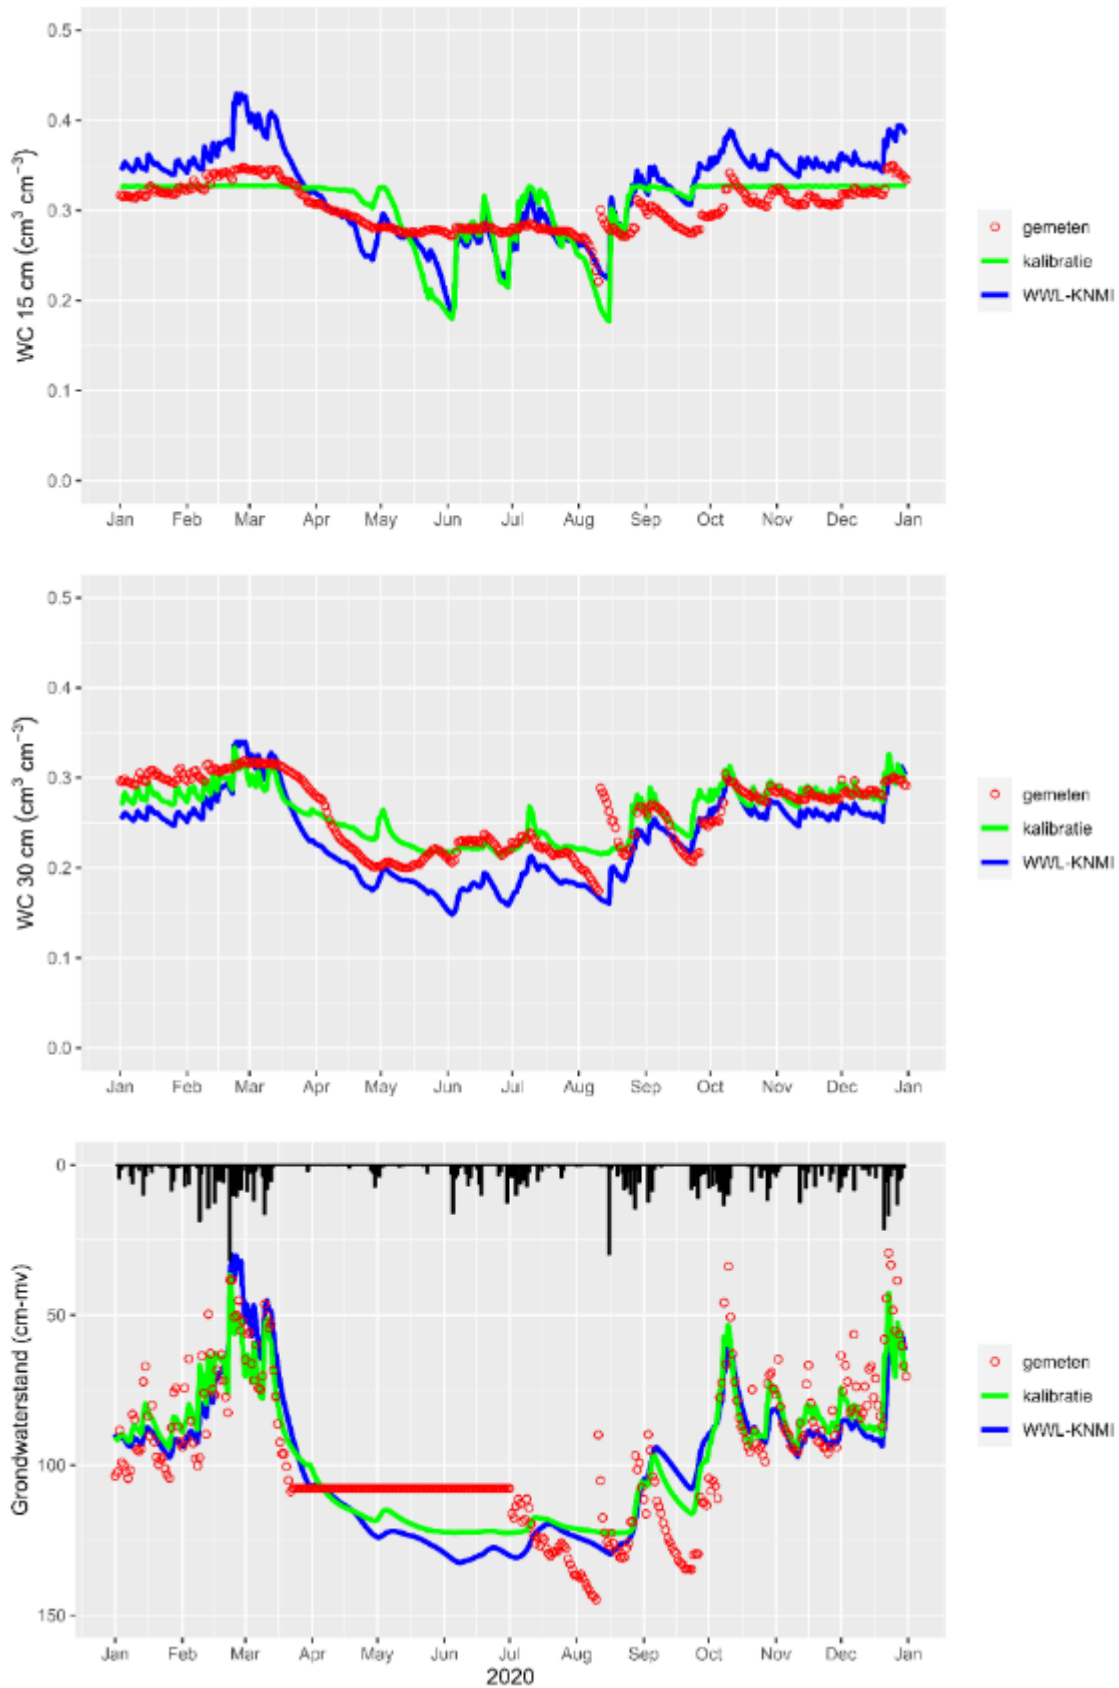 WC 15 cm (cm³ cm⁻³)
0.5
0.4
0.3
0.2
0.1
0.0
Jan Feb Mar Apr May Jun Jul Aug Sep Oct Nov Dec Jan
gemeten
kalibratie
WWL-KNMI
WC 30 cm (cm³ cm⁻³)
0.5
0.4
0.3
0.2
0.1
0.0
Jan Feb Mar Apr May Jun Jul Aug Sep Oct Nov Dec Jan
gemeten
kalibratie
WWL-KNMI
Grondwaterstand (cm-mv)
0
50
100
150
Jan Feb Mar Apr May Jun Jul Aug Sep Oct Nov Dec Jan
2020
gemeten
kalibratie
WWL-KNMI